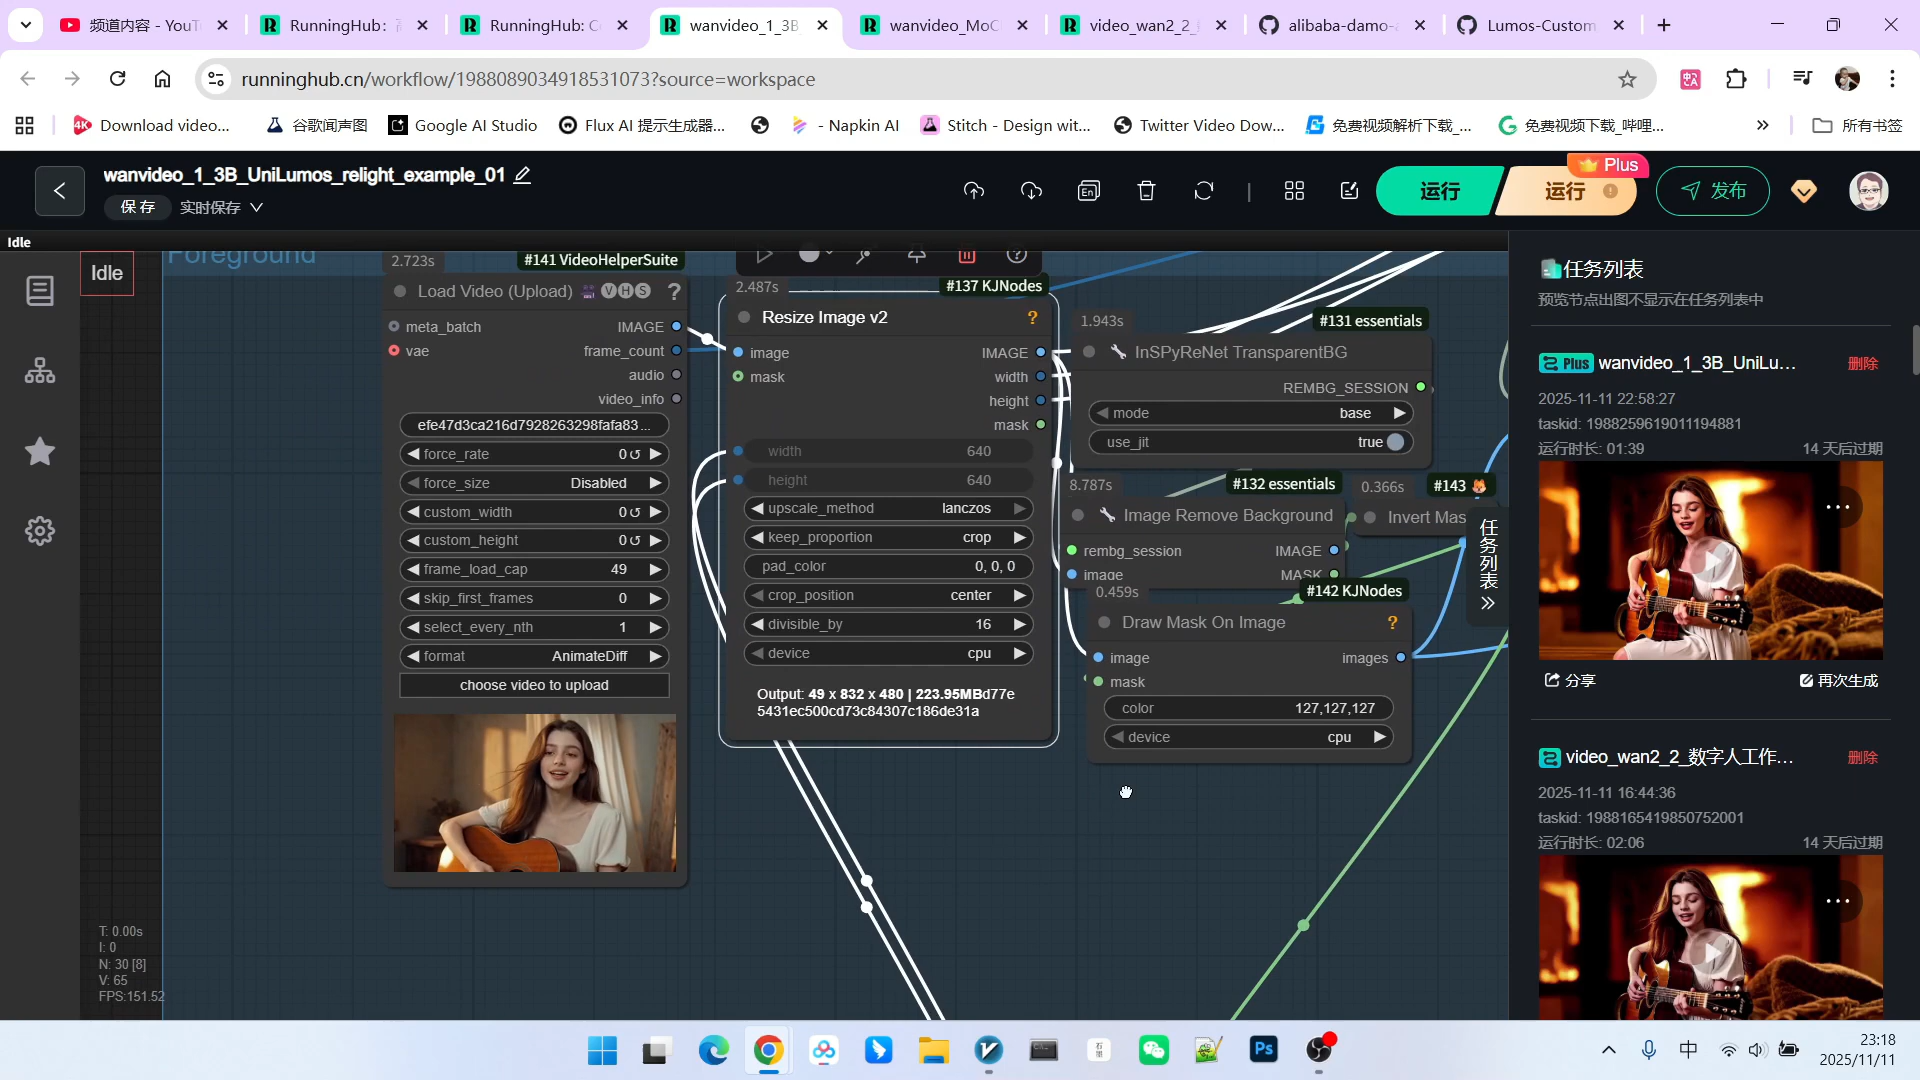 频道内容 - YouT
RunningHub：高
RunningHub: C
wanvideo_1_3B
wanvideo_MoC
video_wan2_2_
alibaba-damo-a
Lumos-Custom
runninghub.cn/workflow/1988089034918531073?source=workspace
Download video...
谷歌闻声图
Google AI Studio
Flux AI 提示生成器...
- Napkin AI
Stitch - Design wit...
Twitter Video Dow...
免费视频解析下载_...
免费视频下载_哔哩...
所有书签
wanvideo_1_3B_UniLumos_relight_example_01
保存
实时保存
En
运行
运行
Plus
发布
Idle
Idle
Foreground
2.723s
#141 VideoHelperSuite
Load Video (Upload)
VHS
?
meta_batch
IMAGE
vae
frame_count
audio
video_info
efe47d3ca216d7928263298fafa83...
force_rate
0
force_size
Disabled
custom_width
0
custom_height
0
frame_load_cap
49
skip_first_frames
0
select_every_nth
1
format
AnimateDiff
choose video to upload
2.487s
#137 KJNodes
Resize Image v2
?
image
IMAGE
mask
width
height
mask
width
640
height
640
upscale_method
lanczos
keep_proportion
crop
pad_color
0, 0, 0
crop_position
center
divisible_by
16
device
cpu
Output: 49 x 832 x 480 | 223.95MBd77e
5431ec500cd73c84307c186de31a
1.943s
#131 essentials
InSPyReNet TransparentBG
REMBG_SESSION
mode
base
use_jit
true
8.787s
#132 essentials
Image Remove Background
rembg_session
IMAGE
image
MASK
0.366s
#143
Invert Mas
0.459s
#142 KJNodes
Draw Mask On Image
?
image
images
mask
color
127,127,127
device
cpu
任务列表
T: 0.00s
I: 0
N: 30 [8]
V: 65
FPS:151.52
任务列表
预览节点出图不显示在任务列表中
Plus
wanvideo_1_3B_UniLu...
删除
2025-11-11 22:58:27
taskid: 1988259619011194881
运行时长: 01:39
14 天后过期
分享
再次生成
video_wan2_2_数字人工作...
删除
2025-11-11 16:44:36
taskid: 1988165419850752001
运行时长: 02:06
14 天后过期
Ps
中
23:18
2025/11/11